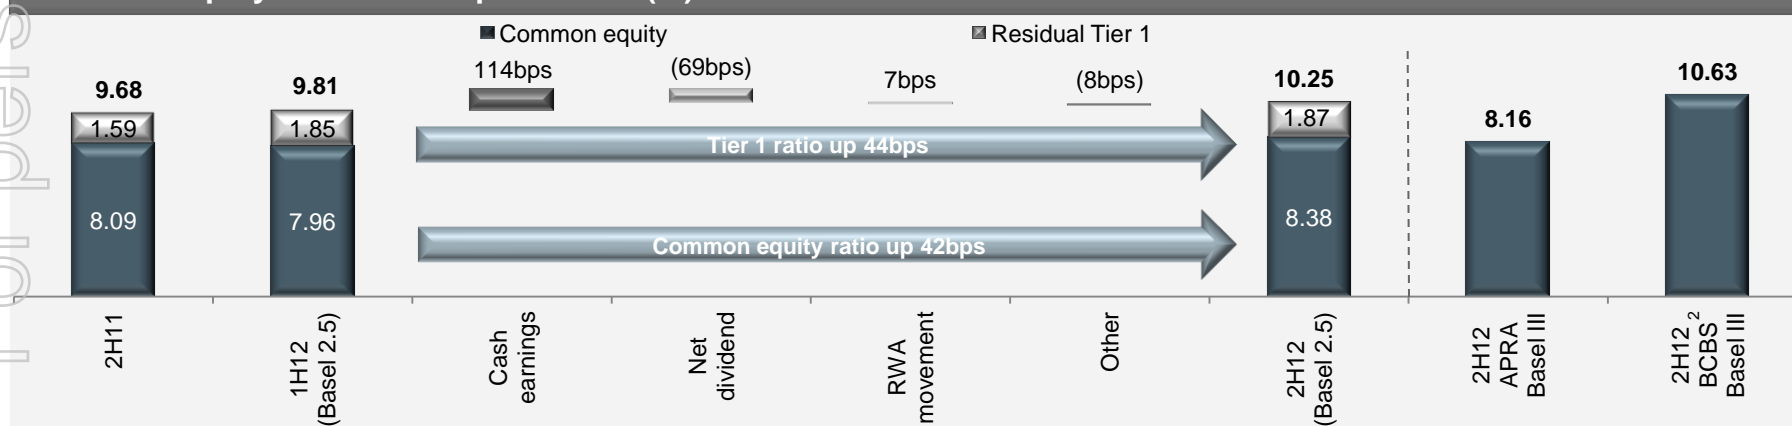 Common equity
Residual Tier 1
9.68
9.81
114bps
(69bps)
7bps
(8bps)
10.25
8.16
10.63
1.59
1.85
1.87
Tier 1 ratio up 44bps
8.09
7.96
8.38
Common equity ratio up 42bps
2H11
1H12
(Basel 2.5)
Cash
earnings
Net
dividend
RWA
movement
Other
2H12
(Basel 2.5)
2H12
APRA
Basel III
2H12
BCBS 2
Basel III